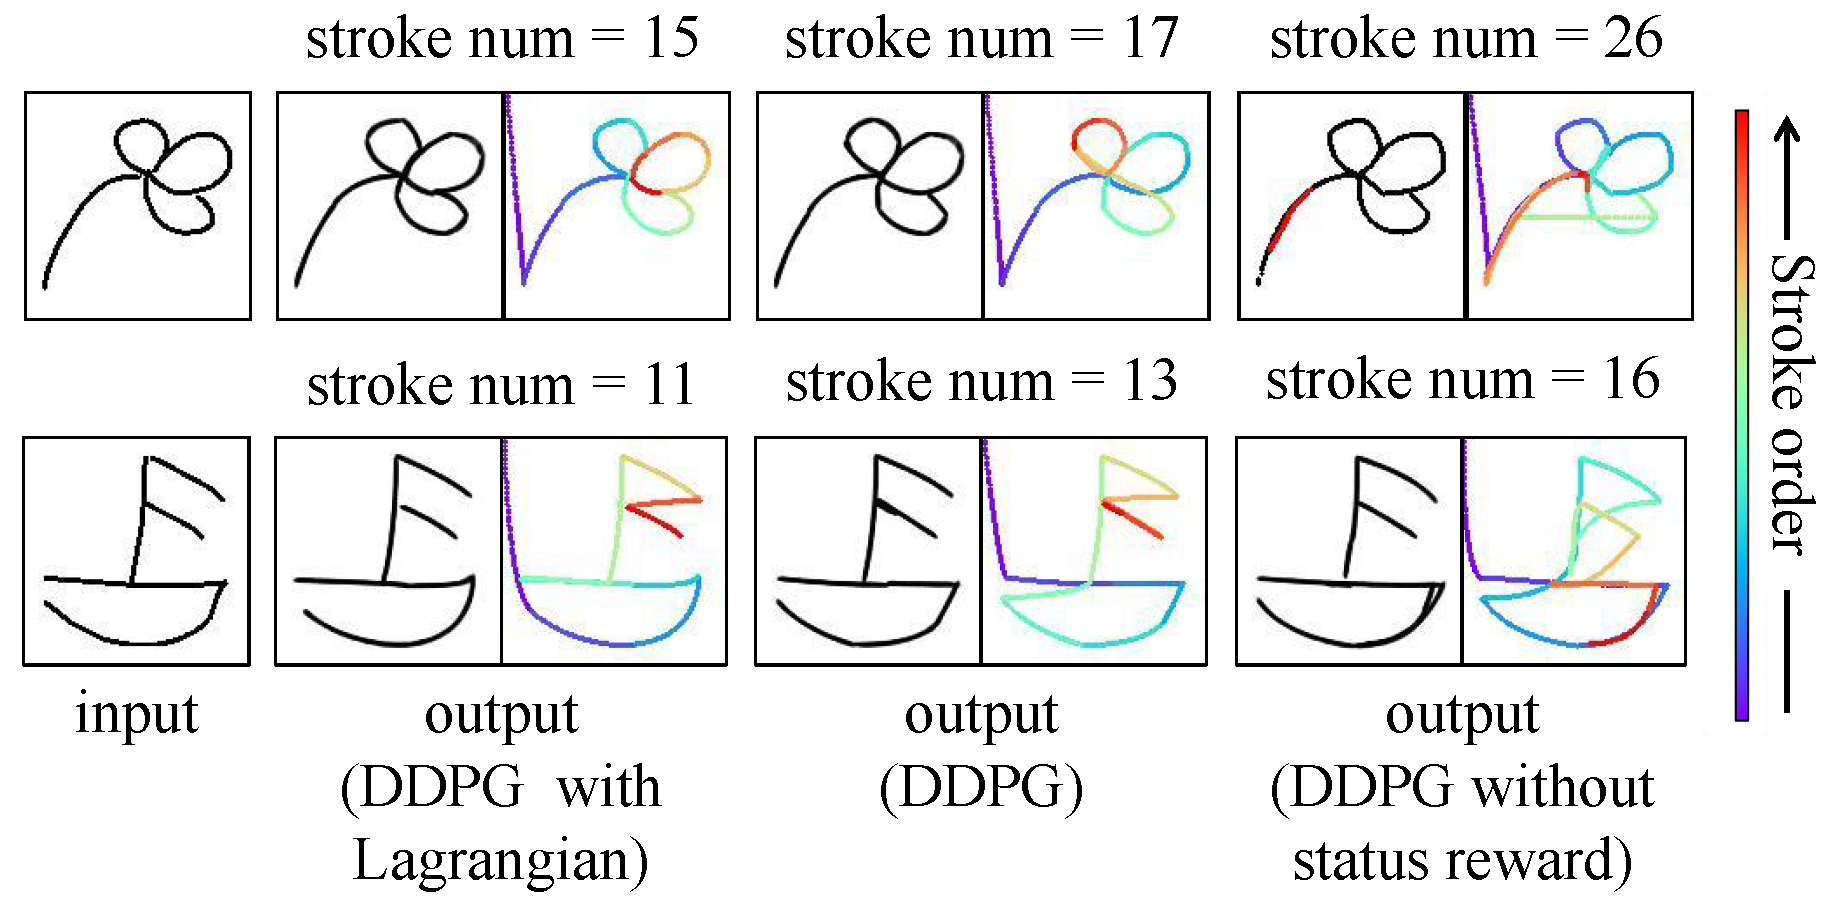 stroke num = 15
stroke num = 17
stroke num = 26
stroke num = 11
stroke num = 13
stroke num = 16
Stroke order
input
output
(DDPG with
Lagrangian)
output
(DDPG)
output
(DDPG without
status reward)